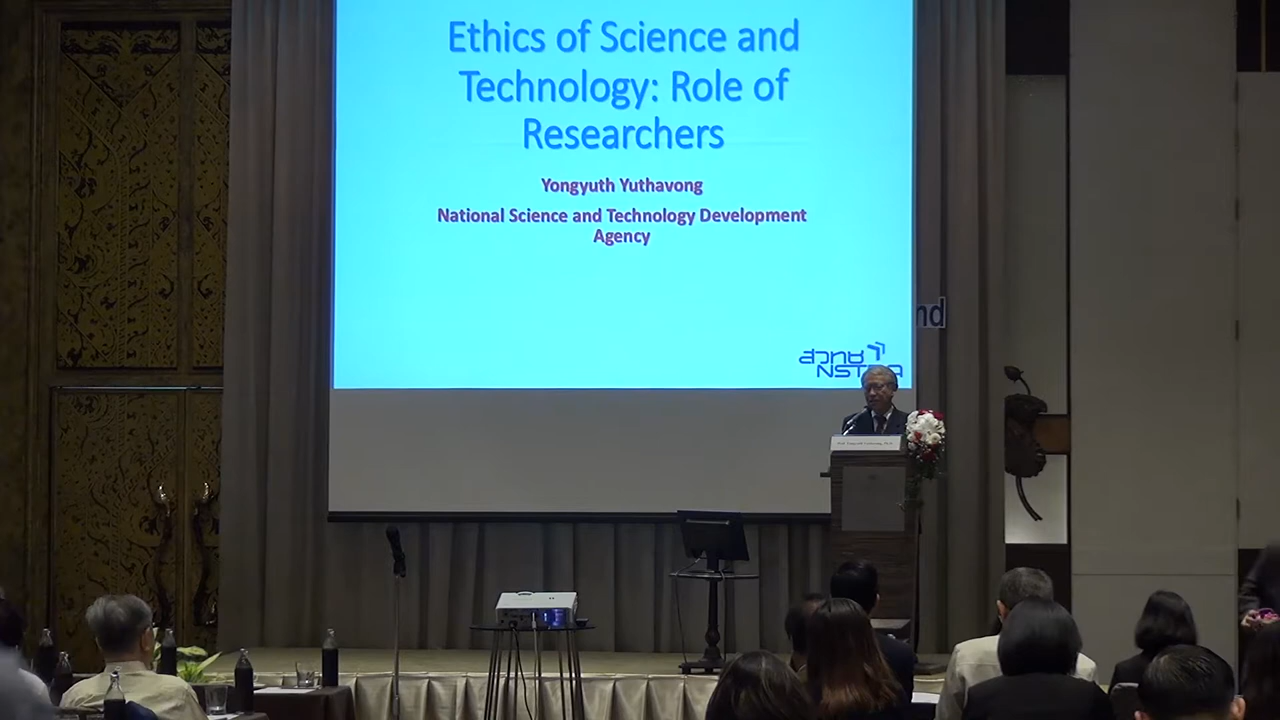 Ethics of Science and
Technology: Role of
Researchers
Yongyuth Yuthavong
National Science and Technology Development
Agency
nd
สวทช